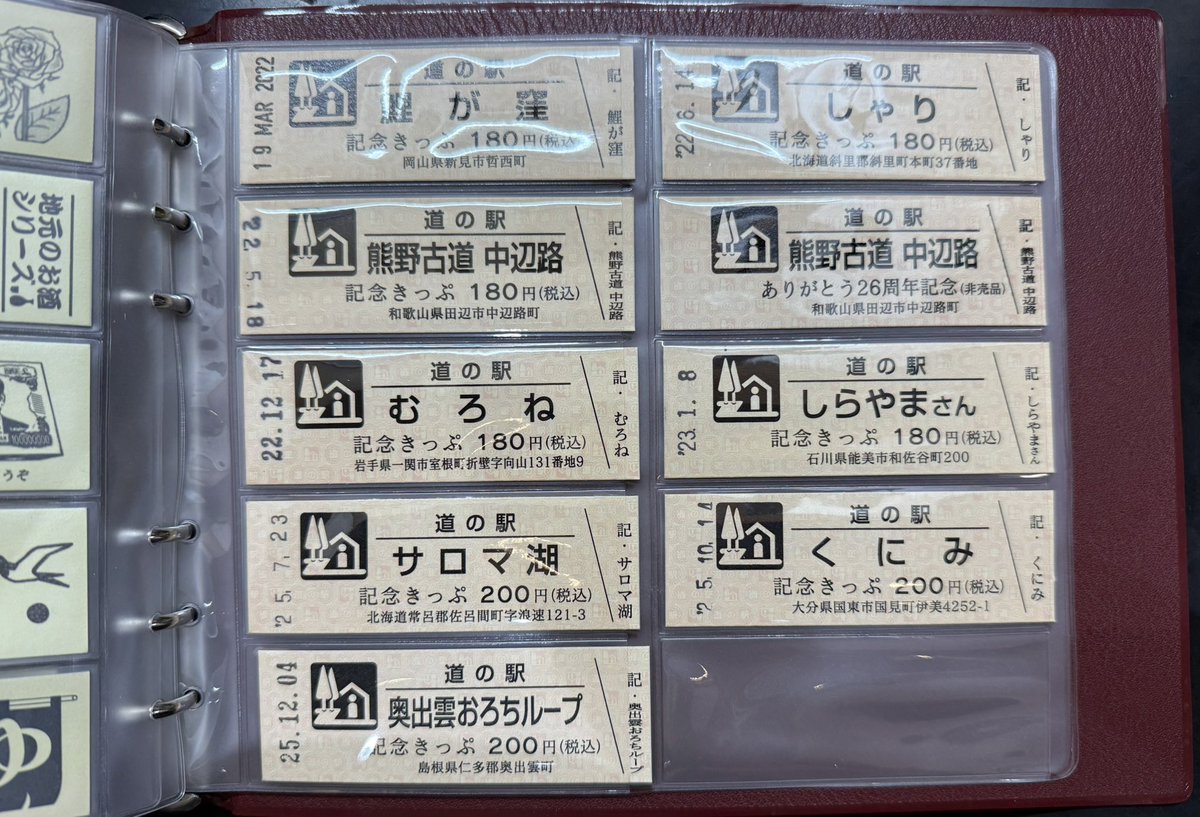 地元のお酒
シリーズ
うぞ
19 MAR 2022
道の駅
鯉が窪
記念きっぷ 180円(税込)
岡山県新見市哲西町
記・鯉が窪
'22.6.14
道の駅
しゃり
記念きっぷ 180円(税込)
北海道斜里郡斜里町本町37番地
記・しゃり
22. 5. 18
道の駅
熊野古道 中辺路
記念きっぷ 180円(税込)
和歌山県田辺市中辺路町
記・熊野古道 中辺路
道の駅
熊野古道 中辺路
ありがとう26周年記念(非売品)
和歌山県田辺市中辺路町
記・熊野古道 中辺路
22.12.17
道の駅
むろね
記念きっぷ 180円(税込)
岩手県一関市室根町折壁字向山131番地9
記・むろね
'23.1.8
道の駅
しらやまさん
記念きっぷ 180円(税込)
石川県能美市和佐谷町200
記・しらやまさん
'25.7.23
道の駅
サロマ湖
記念きっぷ 200円(税込)
北海道常呂郡佐呂間町字浪速121-3
記・サロマ湖
'25.10.14
道の駅
くにみ
記念きっぷ 200円(税込)
大分県国東市国見町伊美4252-1
記・くにみ
25.12.04
道の駅
奥出雲おろちループ
記念きっぷ 200円(税込)
島根県仁多郡奥出雲町
記・奥出雲おろちループ